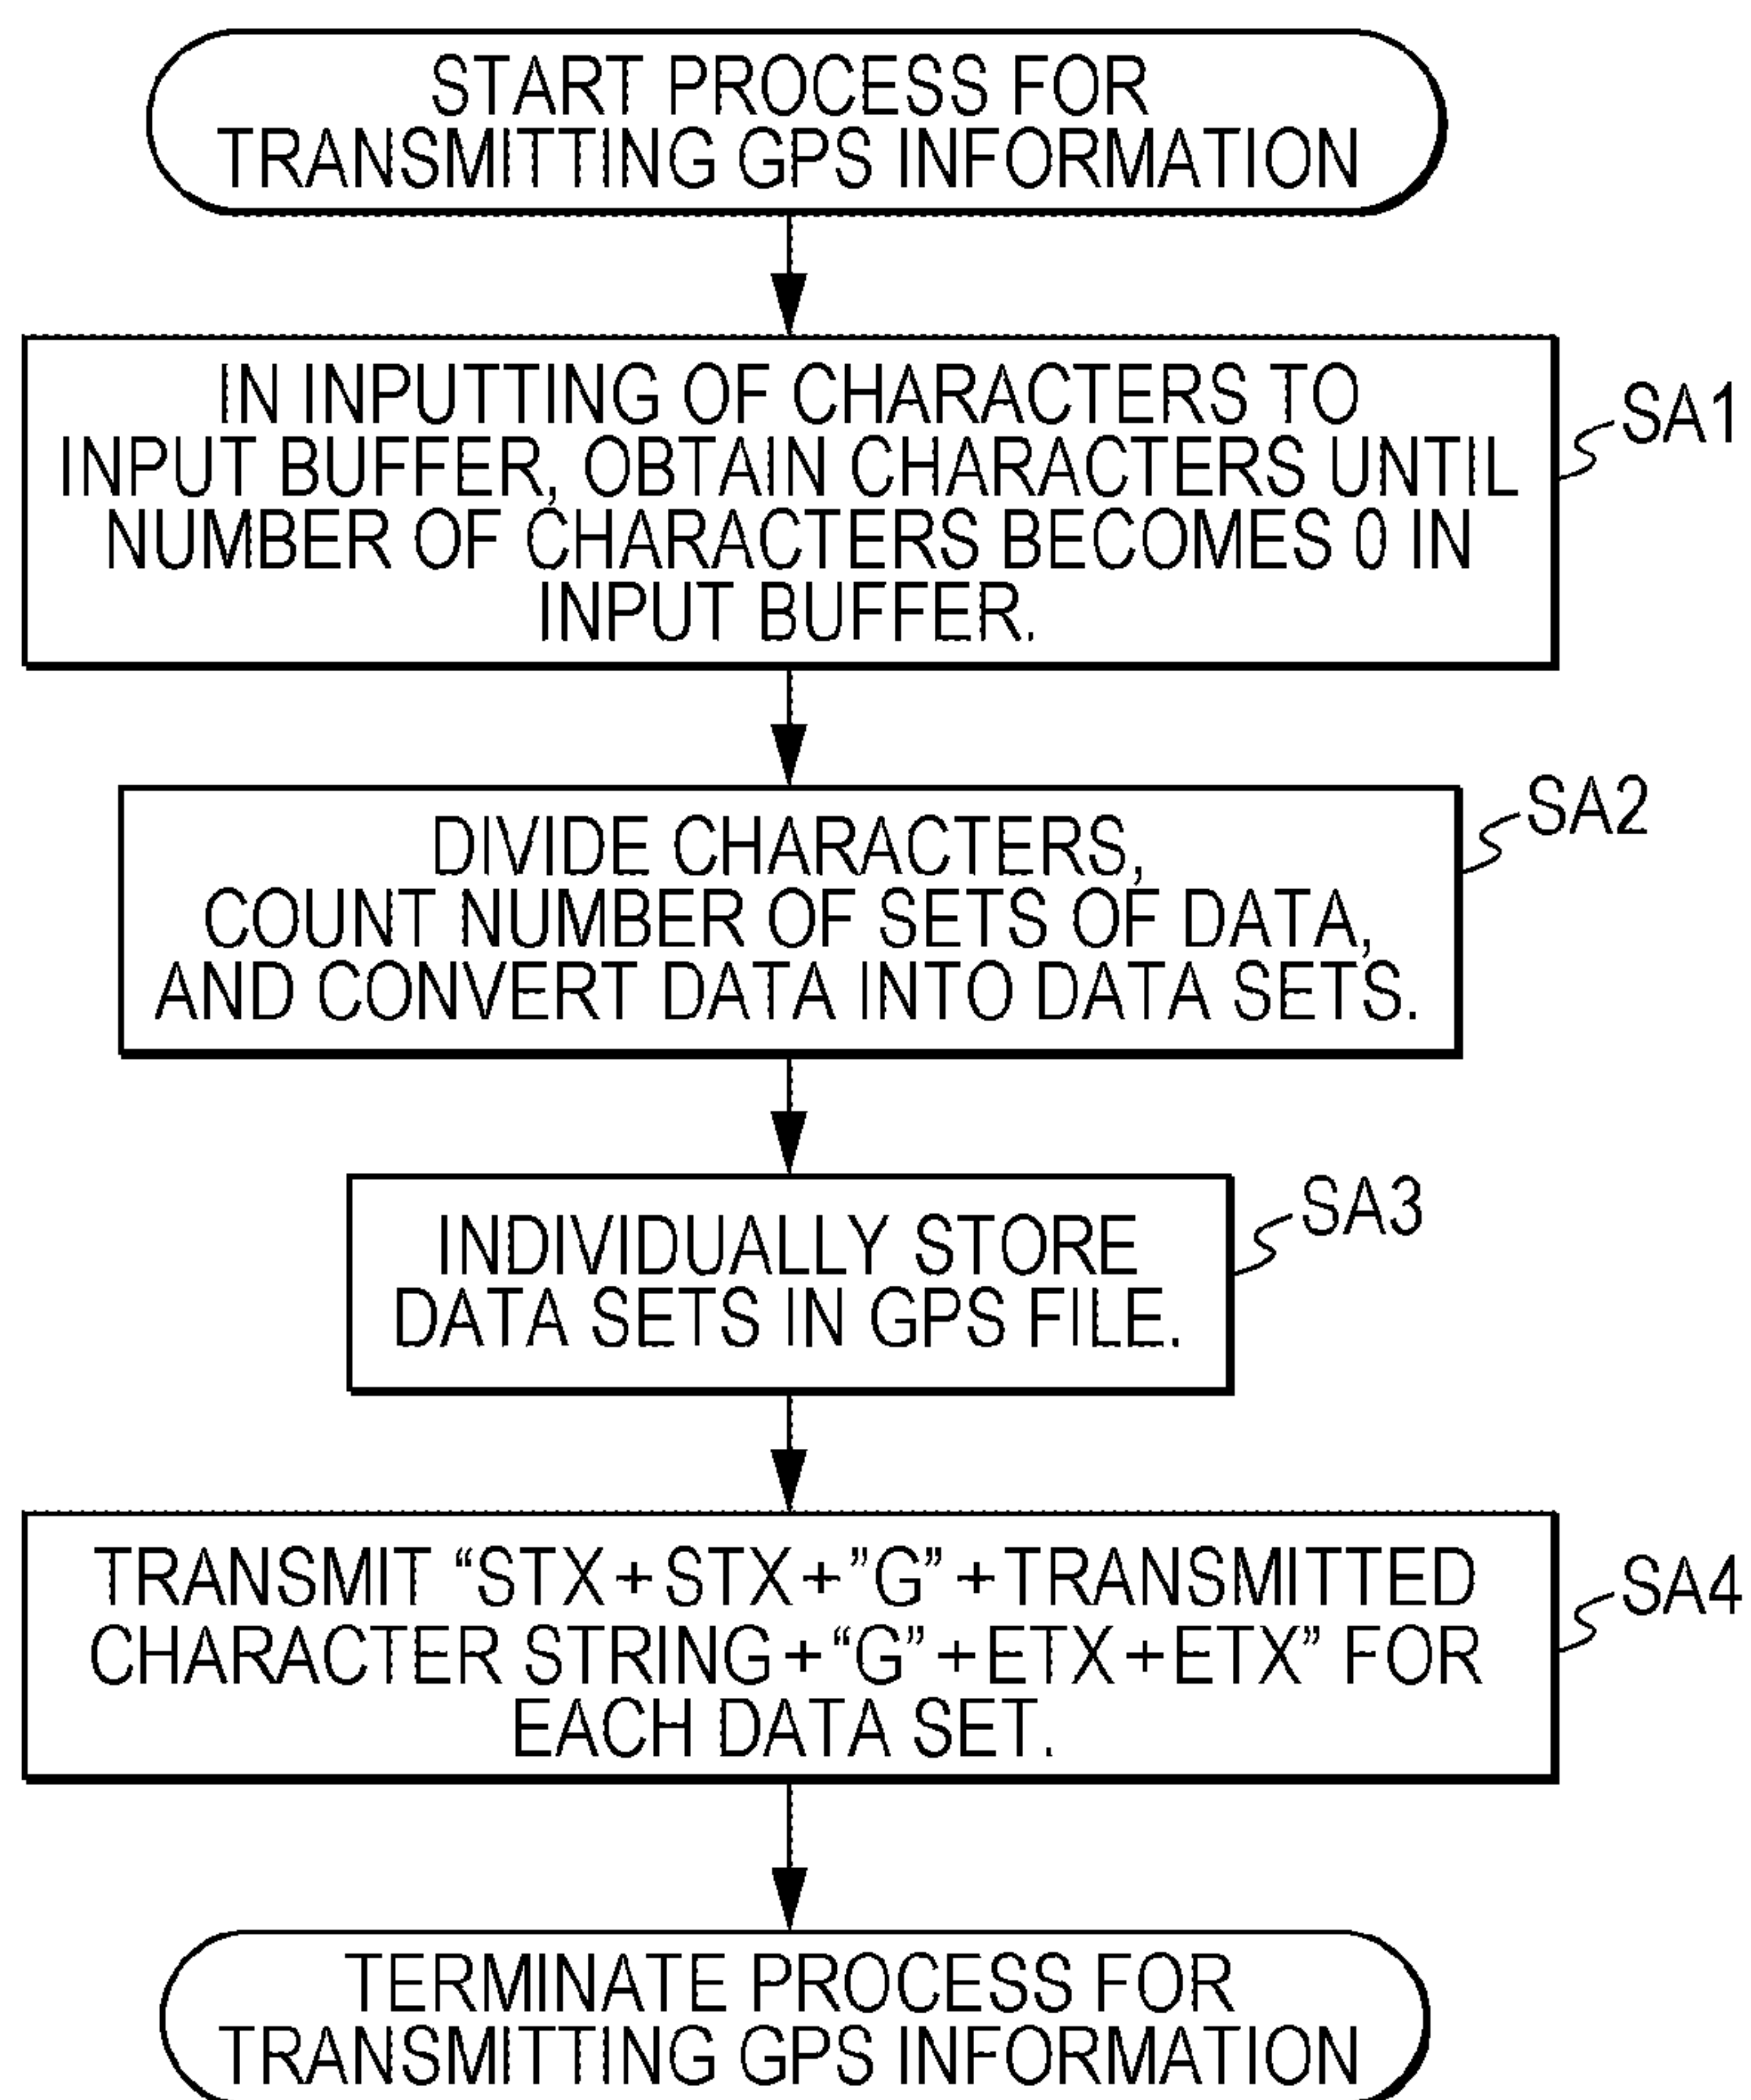 START PROCESS FOR
TRANSMITTING GPS INFORMATION
IN INPUTTING OF CHARACTERS TO
INPUT BUFFER, OBTAIN CHARACTERS UNTIL
NUMBER OF CHARACTERS BECOMES 0 IN
INPUT BUFFER.
SA1
DIVIDE CHARACTERS,
COUNT NUMBER OF SETS OF DATA,
AND CONVERT DATA INTO DATA SETS.
SA2
INDIVIDUALLY STORE
DATA SETS IN GPS FILE.
SA3
TRANSMIT “STX+STX+”G”+TRANSMITTED
CHARACTER STRING+“G”+ETX+ETX” FOR
EACH DATA SET.
SA4
TERMINATE PROCESS FOR
TRANSMITTING GPS INFORMATION